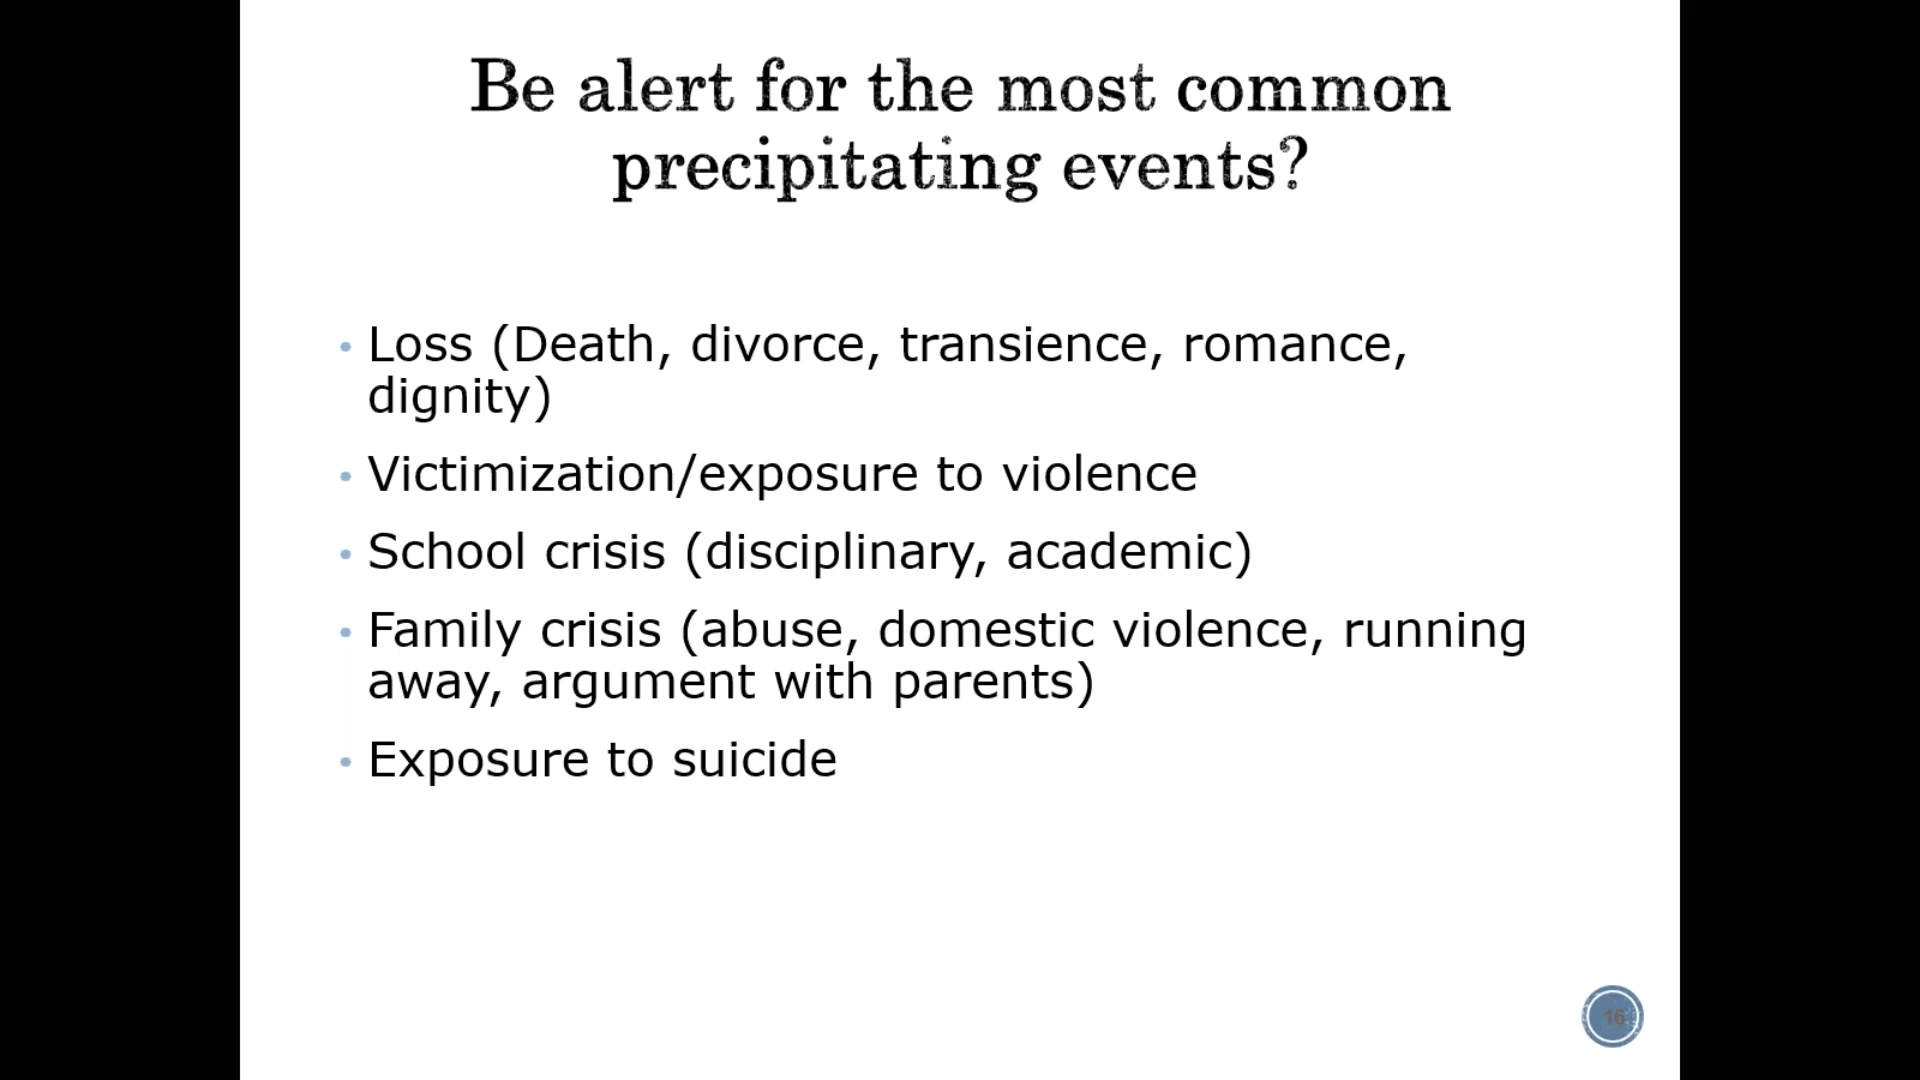 Be alert for the most common
precipitating events?
• Loss (Death, divorce, transience, romance,
dignity)
• Victimization/exposure to violence
• School crisis (disciplinary, academic)
• Family crisis (abuse, domestic violence, running
away, argument with parents)
• Exposure to suicide
16